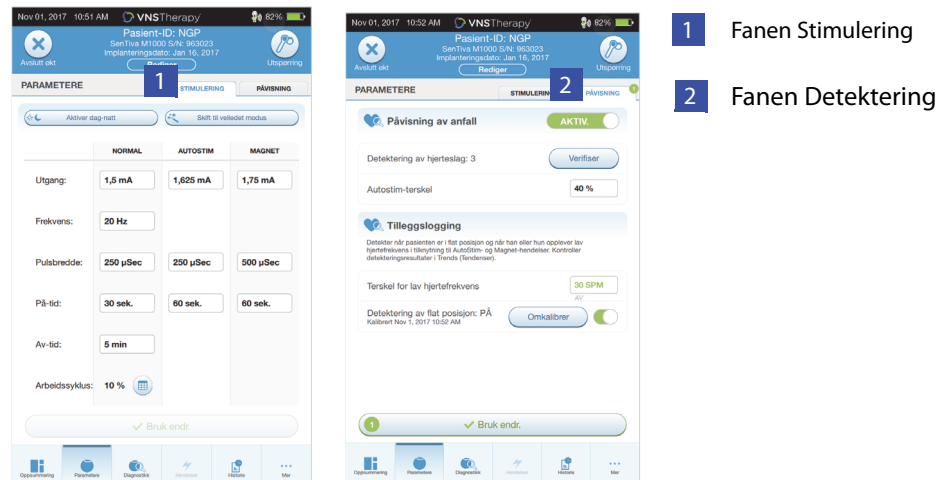 Nov 01, 2017 10:51 AM VNSTherapy 82%
Pasient-ID: NGP
SenTiva M1000 S/N: 963023
Implanteringsdato: Jan 16, 2017
Avslutt økt
Utsparring
PARAMETERE 1 STIMULERING PÅVISNING
Aktiver dag-natt Skift til veiledet modus
NORMAL AUTOSTIM MAGNET
Utgang: 1,5 mA 1,625 mA 1,75 mA
Frekvens: 20 Hz
Pulsbredde: 250 µSec 250 µSec 500 µSec
På-tid: 30 sek. 60 sek. 60 sek.
Av-tid: 5 min
Arbeidssyklus: 10 %
Bruk endr.
Oppsummering Parametere Diagnostikk Hendelser Historie Mer
Nov 01, 2017 10:52 AM VNSTherapy 82%
Pasient-ID: NGP
SenTiva M1000 S/N: 963023
Implanteringsdato: Jan 16, 2017
Avslutt økt
Rediger
Utsparring
PARAMETERE 2 PÅVISNING 1
Påvisning av anfall AKTIV.
Detektering av hjerteslag: 3 Verifiser
Autostim-terskel 40 %
Tilleggslogging
Detekter når pasienten er i flat posisjon og når han eller hun opplever lav
hjertefrekvens i tilknytning til AutoStim- og Magnet-hendelser. Kontroller
detekteringsresultater i Trends (Tendenser).
Terskel for lav hjertefrekvens 30 SPM
AV
Detektering av flat posisjon: PÅ Omkalibrer
Kalibrert Nov 1, 2017 10:52 AM
1 Bruk endr.
Oppsummering Parametere Diagnostikk Hendelser Historie Mer
1 Fanen Stimulering
2 Fanen Detektering